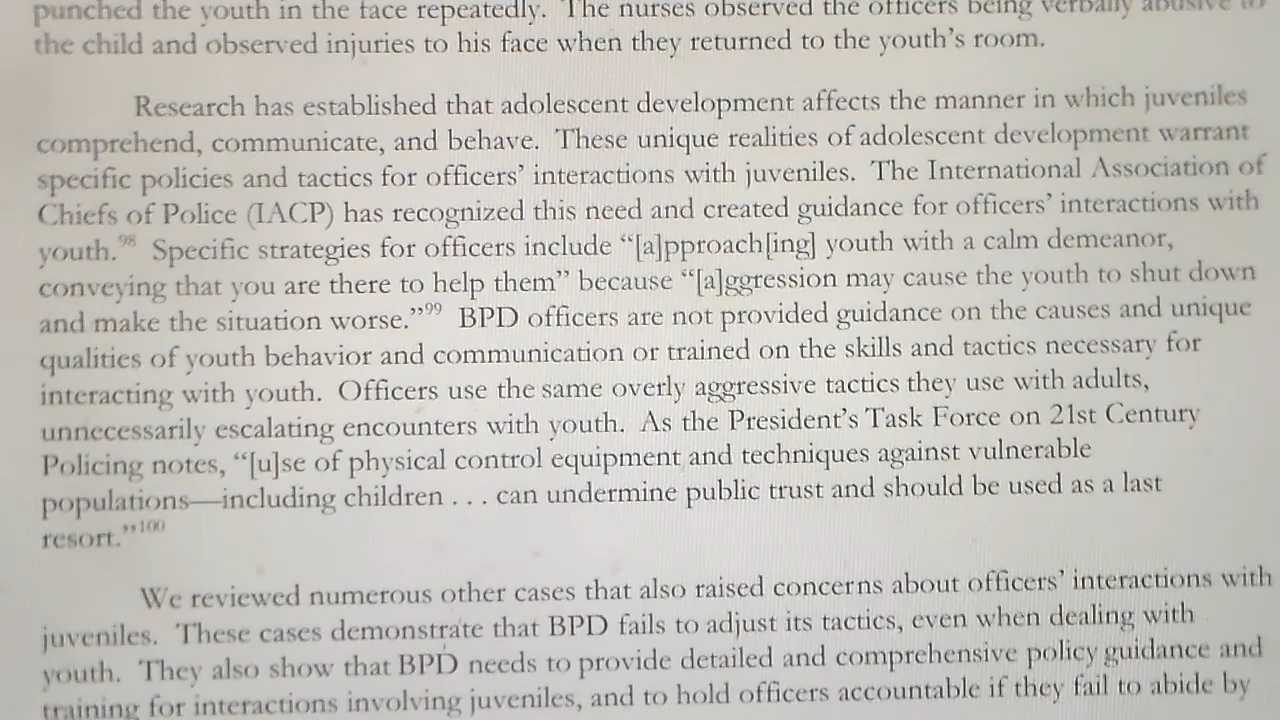 punched the youth in the face repeatedly.  The nurses observed the officers being verbally abusive to
the child and observed injuries to his face when they returned to the youth’s room.
Research has established that adolescent development affects the manner in which juveniles
comprehend, communicate, and behave.  These unique realities of adolescent development warrant
specific policies and tactics for officers’ interactions with juveniles.  The International Association of
Chiefs of Police (IACP) has recognized this need and created guidance for officers’ interactions with
youth.98  Specific strategies for officers include “[a]pproach[ing] youth with a calm demeanor,
conveying that you are there to help them” because “[a]ggression may cause the youth to shut down
and make the situation worse.”99  BPD officers are not provided guidance on the causes and unique
qualities of youth behavior and communication or trained on the skills and tactics necessary for
interacting with youth.  Officers use the same overly aggressive tactics they use with adults,
unnecessarily escalating encounters with youth.  As the President’s Task Force on 21st Century
Policing notes, “[u]se of physical control equipment and techniques against vulnerable
populations—including children . . . can undermine public trust and should be used as a last
resort.”100
We reviewed numerous other cases that also raised concerns about officers’ interactions with
juveniles.  These cases demonstrate that BPD fails to adjust its tactics, even when dealing with
youth.  They also show that BPD needs to provide detailed and comprehensive policy guidance and
training for interactions involving juveniles, and to hold officers accountable if they fail to abide by